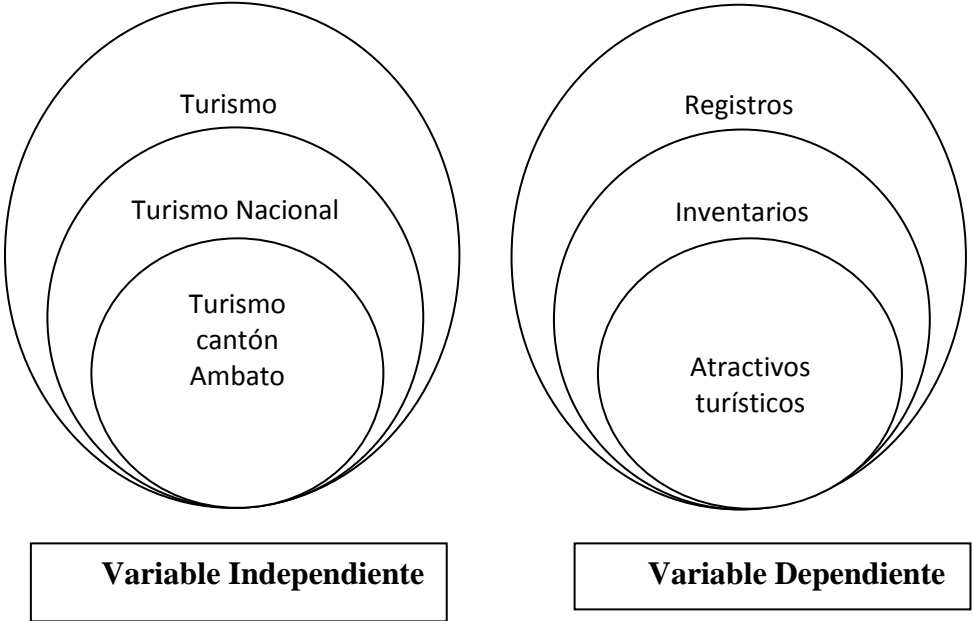 Turismo
Turismo Nacional
Turismo
cantón
Ambato
Variable Independiente
Registros
Inventarios
Atractivos
turísticos
Variable Dependiente